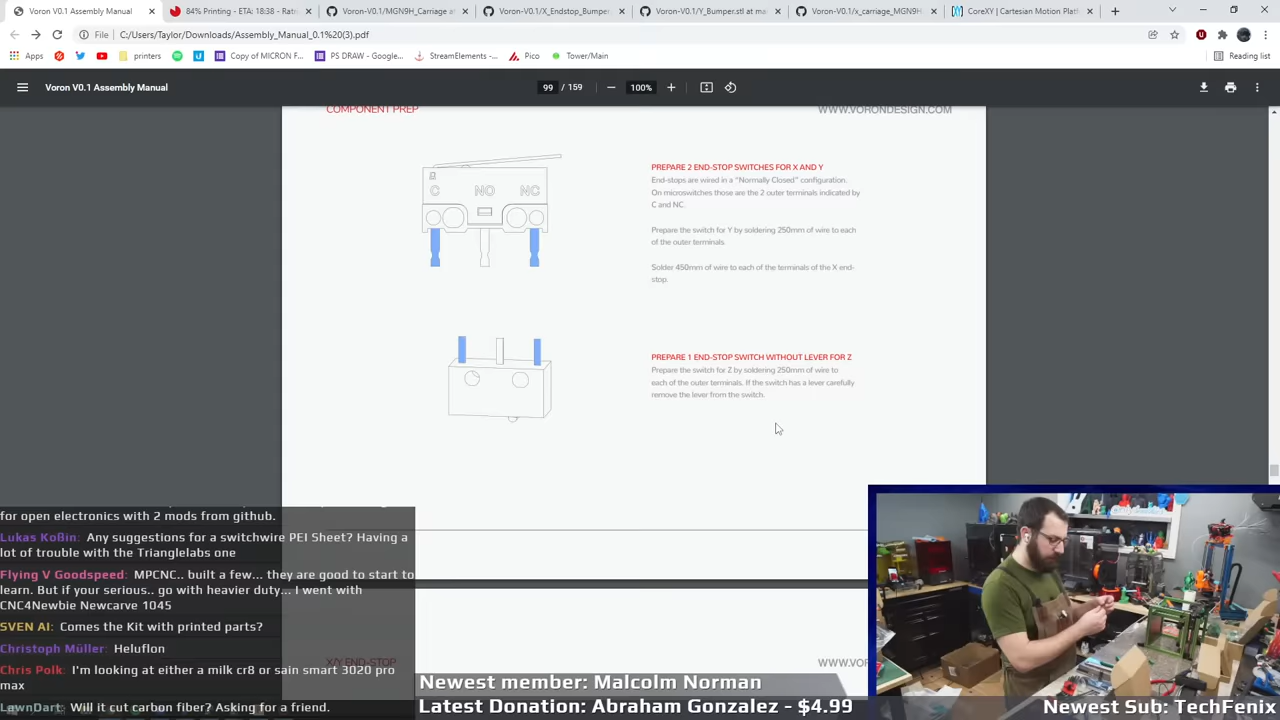 Voron V0.1 Assembly Manual
84% Printing - ETA: 18:38 - Ratr
Voron-V0.1/MGN9H_Carriage at
Voron-V0.1/X_Endstop_Bumper
Voron-V0.1/Y_Bumper.stl at ma
Voron-V0.1/x_carriage_MGN9H
CoreXY | Cartesian Motion Platf
File
C:/Users/Taylor/Downloads/Assembly_Manual_0.1%20(3).pdf
Apps
printers
Copy of MICRON F...
PS DRAW - Google...
StreamElements - ...
Pico
Tower/Main
Reading list
Voron V0.1 Assembly Manual
99 / 159
100%
COMPONENT PREP
WWW.VORONDESIGN.COM
C NO NC
PREPARE 2 END-STOP SWITCHES FOR X AND Y
End-stops are wired in a “Normally Closed” configuration.
On microswitches those are the 2 outer terminals indicated by
C and NC.
Prepare the switch for Y by soldering 250mm of wire to each
of the outer terminals.
Solder 450mm of wire to each of the terminals of the X end-
stop.
PREPARE 1 END-STOP SWITCH WITHOUT LEVER FOR Z
Prepare the switch for Z by soldering 250mm of wire to
each of the outer terminals. If the switch has a lever carefully
remove the lever from the switch.
for open electronics with 2 mods from github.
Lukas Koßin: Any suggestions for a switchwire PEI Sheet? Having a
lot of trouble with the Trianglelabs one
Flying V Goodspeed: MPCNC.. built a few... they are good to start to
learn. But if your serious.. go with heavier duty... I went with
CNC4Newbie Newcarve 1045
SVEN AI: Comes the Kit with printed parts?
Christoph Müller: Heluflon
Chris Polk: I'm looking at either a milk cr8 or sain smart 3020 pro
max
LewnDart: Will it cut carbon fiber? Asking for a friend.
X/Y END-STOP
WWW.VOR
Newest member: Malcolm Norman
Latest Donation: Abraham Gonzalez - $4.99
Newest Sub: TechFenix